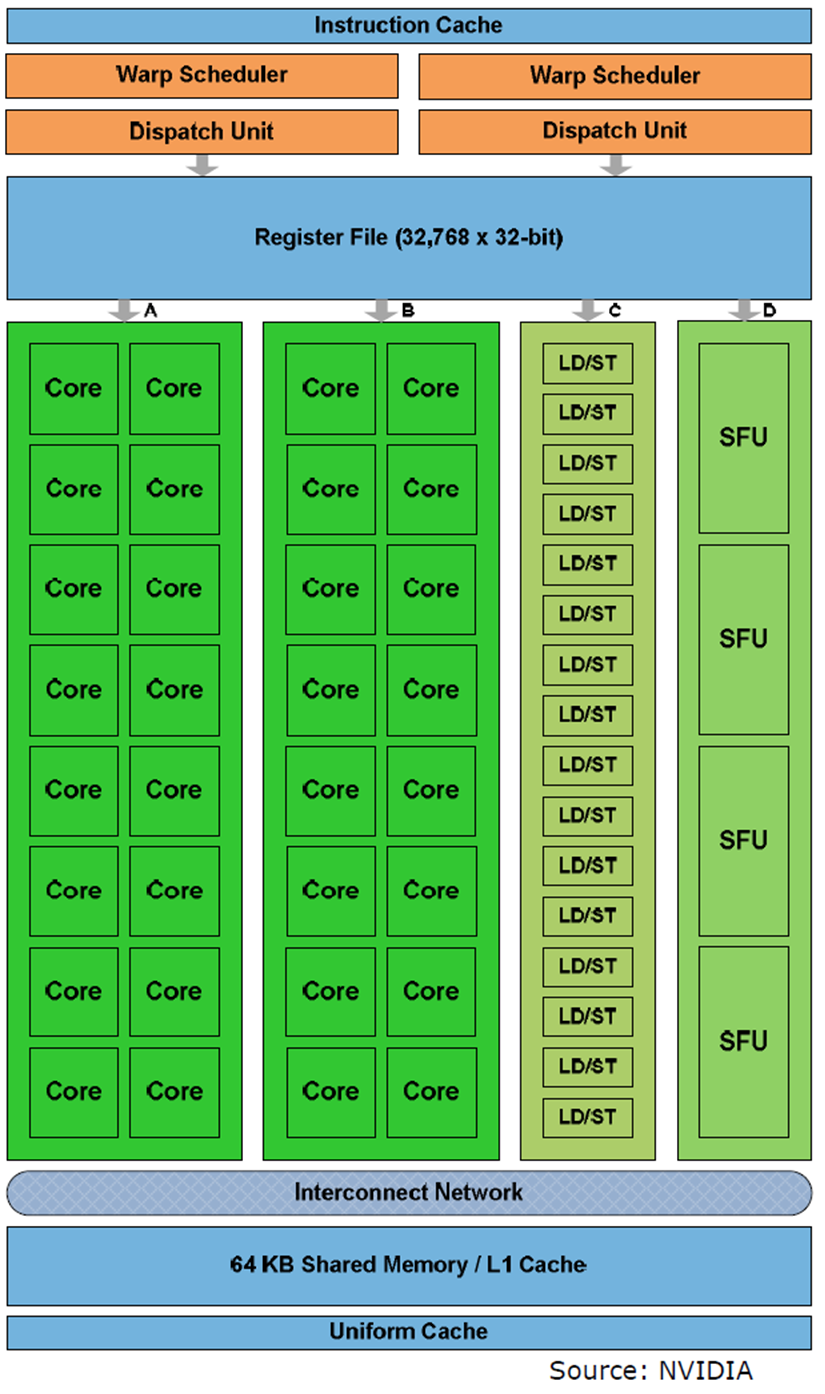 Instruction Cache
Warp Scheduler Warp Scheduler
Dispatch Unit Dispatch Unit
Register File (32,768 x 32-bit)
A B C D
Core Core Core Core LD/ST SFU
LD/ST
Core Core Core Core LD/ST
LD/ST
Core Core Core Core LD/ST SFU
LD/ST
Core Core Core Core LD/ST
LD/ST
Core Core Core Core LD/ST SFU
LD/ST
Core Core Core Core LD/ST
LD/ST
Core Core Core Core LD/ST SFU
LD/ST
Core Core Core Core LD/ST
LD/ST
Interconnect Network
64 KB Shared Memory / L1 Cache
Uniform Cache
Source: NVIDIA